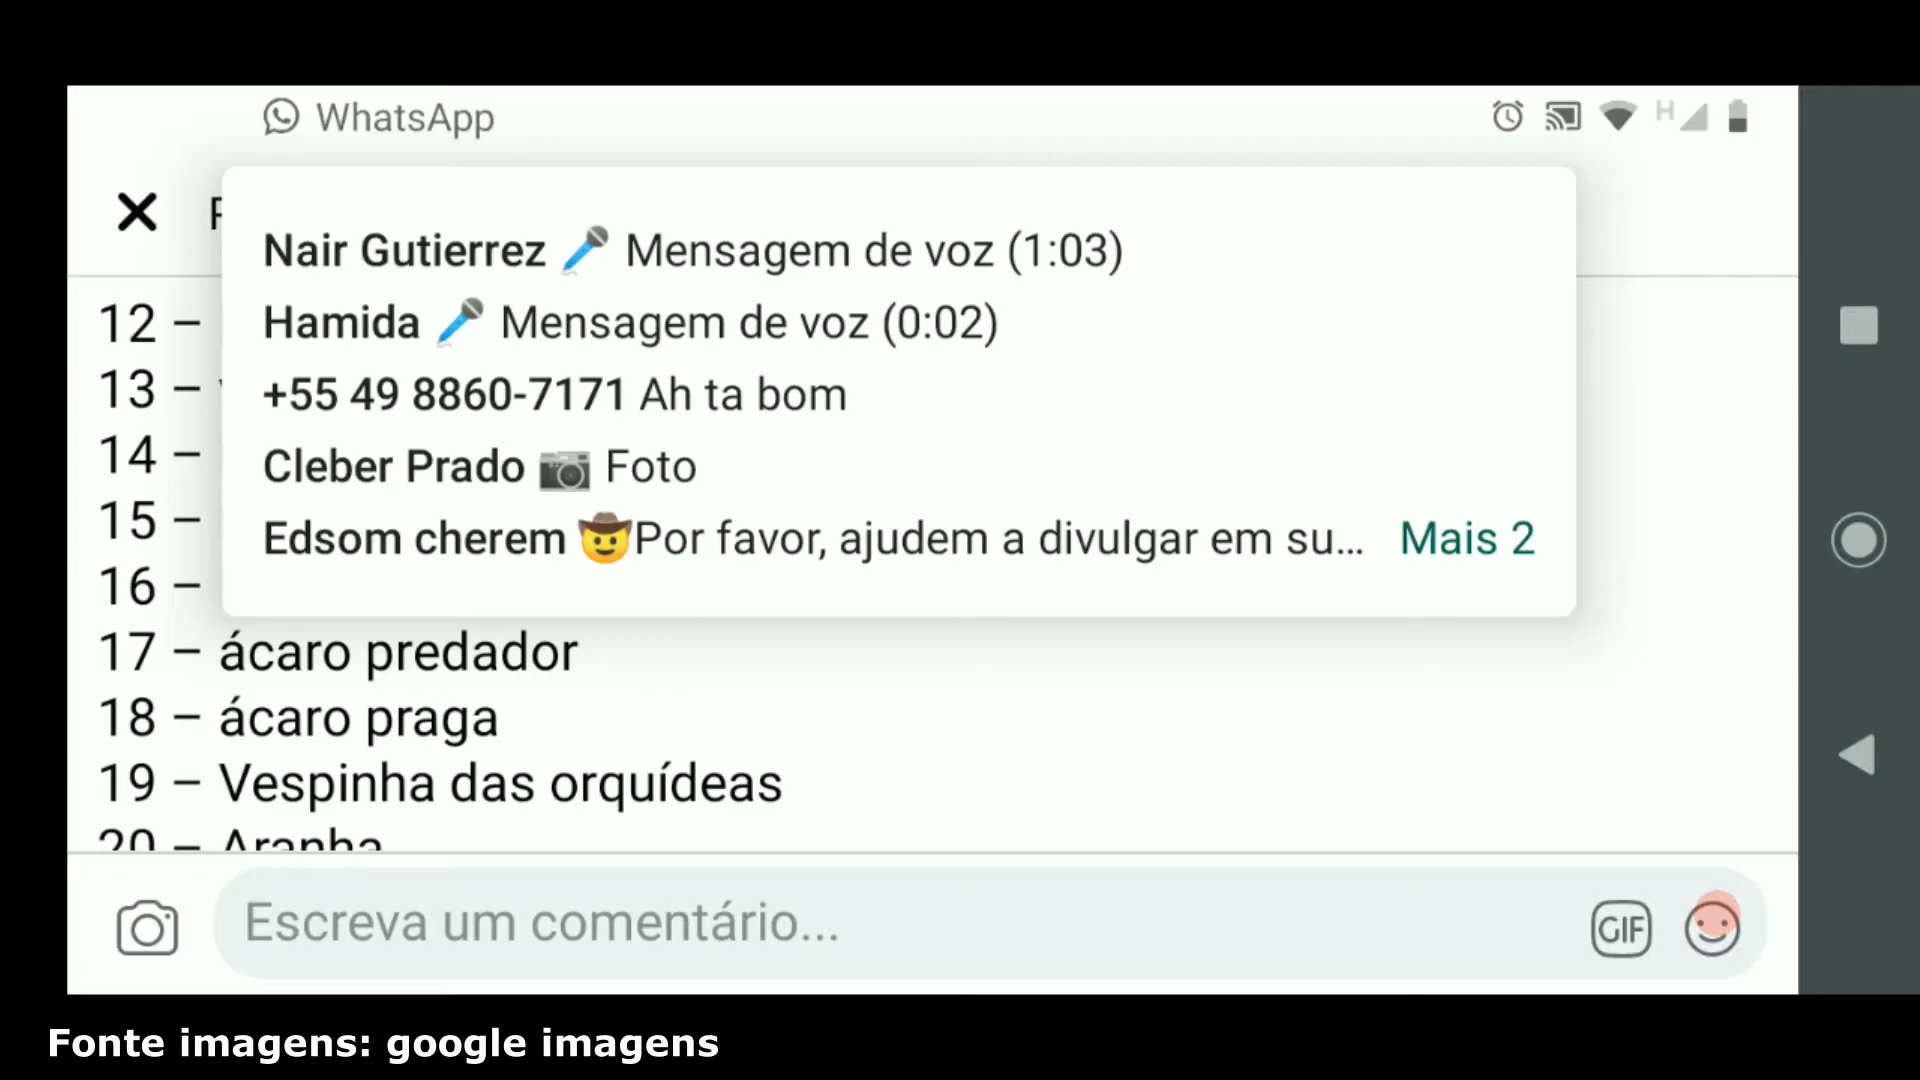 WhatsApp
H
Nair Gutierrez 🎤 Mensagem de voz (1:03)
Hamida 🎤 Mensagem de voz (0:02)
+55 49 8860-7171 Ah ta bom
Cleber Prado 📷 Foto
Edsom cherem 🤠Por favor, ajudem a divulgar em su... Mais 2
12 –
13 –
14 –
15 –
16 –
17 – ácaro predador
18 – ácaro praga
19 – Vespinha das orquídeas
20 – Aranha
Escreva um comentário...
GIF
Fonte imagens: google imagens